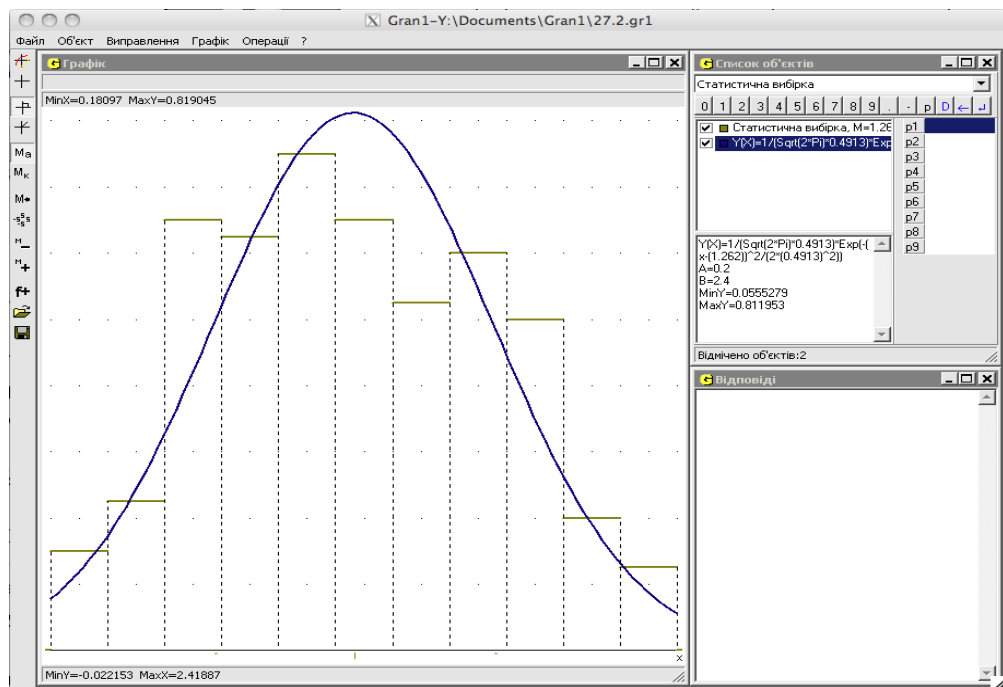 Gran1-Y:\Documents\Gran1\27.2.gr1
Файл Об'єкт Виправлення Графік Операції ?
Графік
MinX=0.18097 MaxY=0.819045
Mа
Mк
M•
-5555
M
M+
f+
x
MinY=-0.022153 MaxX=2.41887
Список об'єктів
Статистична вибірка
0 1 2 3 4 5 6 7 8 9 . - p D ← ↵
Статистична вибірка, M=1.26
Y(X)=1/(Sqrt(2*Pi)*0.4913)*Exp
p1
p2
p3
p4
p5
p6
p7
p8
p9
Y(X)=1/(Sqrt(2*Pi)*0.4913)*Exp(-(
x-(1.262))^2/(2*(0.4913)^2))
A=0.2
B=2.4
MinY=0.0555279
MaxY=0.811953
Відмічено об'єктів:2
Відповіді